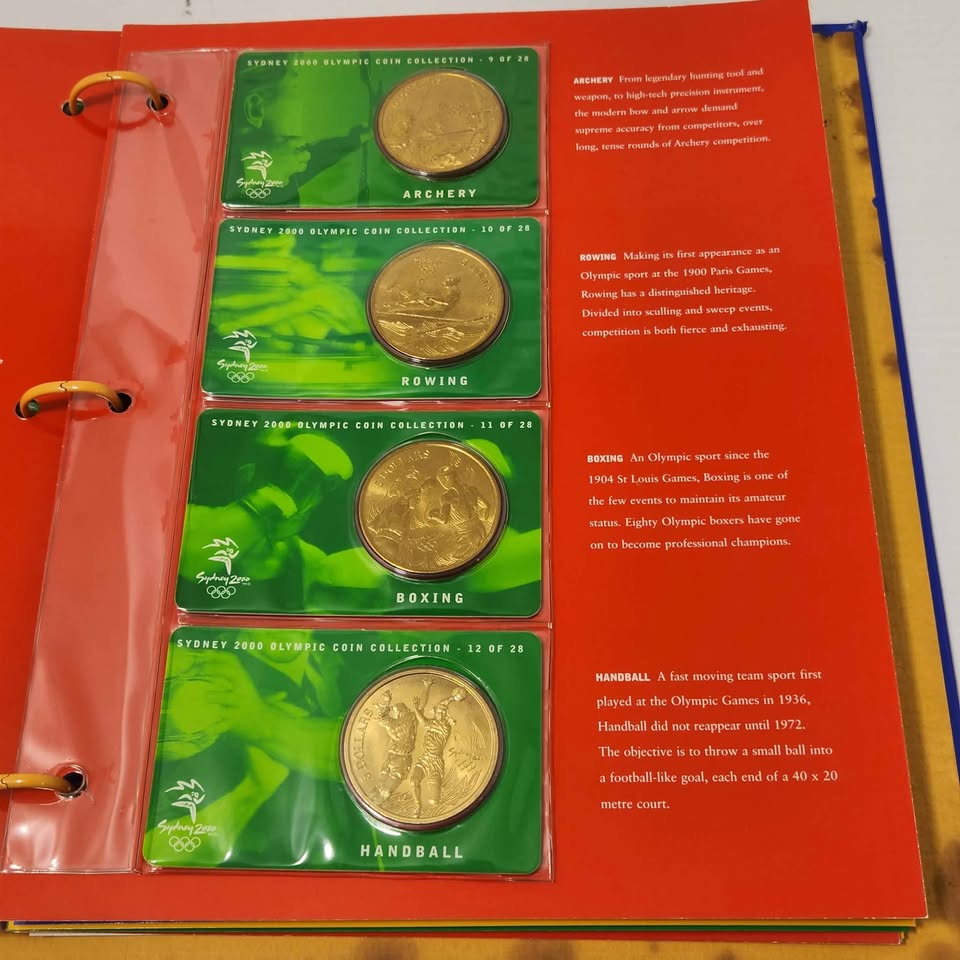 SYDNEY 2000 OLYMPIC COIN COLLECTION - 9 OF 28
Sydney 2000
ARCHERY
ARCHERY From legendary hunting tool and
weapon, to high-tech precision instrument,
the modern bow and arrow demand
supreme accuracy from competitors, over
long, tense rounds of Archery competition.
SYDNEY 2000 OLYMPIC COIN COLLECTION - 10 OF 28
Sydney 2000
ROWING
ROWING Making its first appearance as an
Olympic sport at the 1900 Paris Games,
Rowing has a distinguished heritage.
Divided into sculling and sweep events,
competition is both fierce and exhausting.
SYDNEY 2000 OLYMPIC COIN COLLECTION - 11 OF 28
DOLLARS
Sydney 2000
BOXING
BOXING An Olympic sport since the
1904 St Louis Games, Boxing is one of
the few events to maintain its amateur
status. Eighty Olympic boxers have gone
on to become professional champions.
SYDNEY 2000 OLYMPIC COIN COLLECTION - 12 OF 28
5 DOLLARS
Sydney 2000
HANDBALL
HANDBALL A fast moving team sport first
played at the Olympic Games in 1936,
Handball did not reappear until 1972.
The objective is to throw a small ball into
a football-like goal, each end of a 40 x 20
metre court.